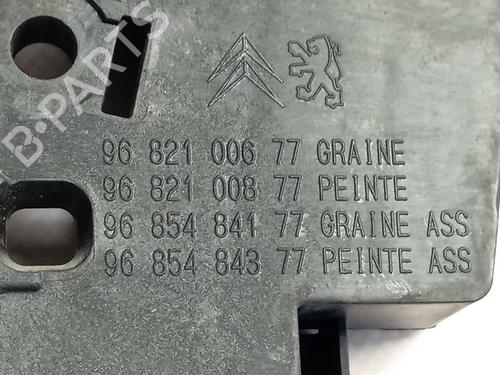 B-PARTS
96 821 006 77 GRAINE
96 821 008 77 PEINTE
96 854 841 77 GRAINE ASS
96 854 843 77 PEINTE ASS